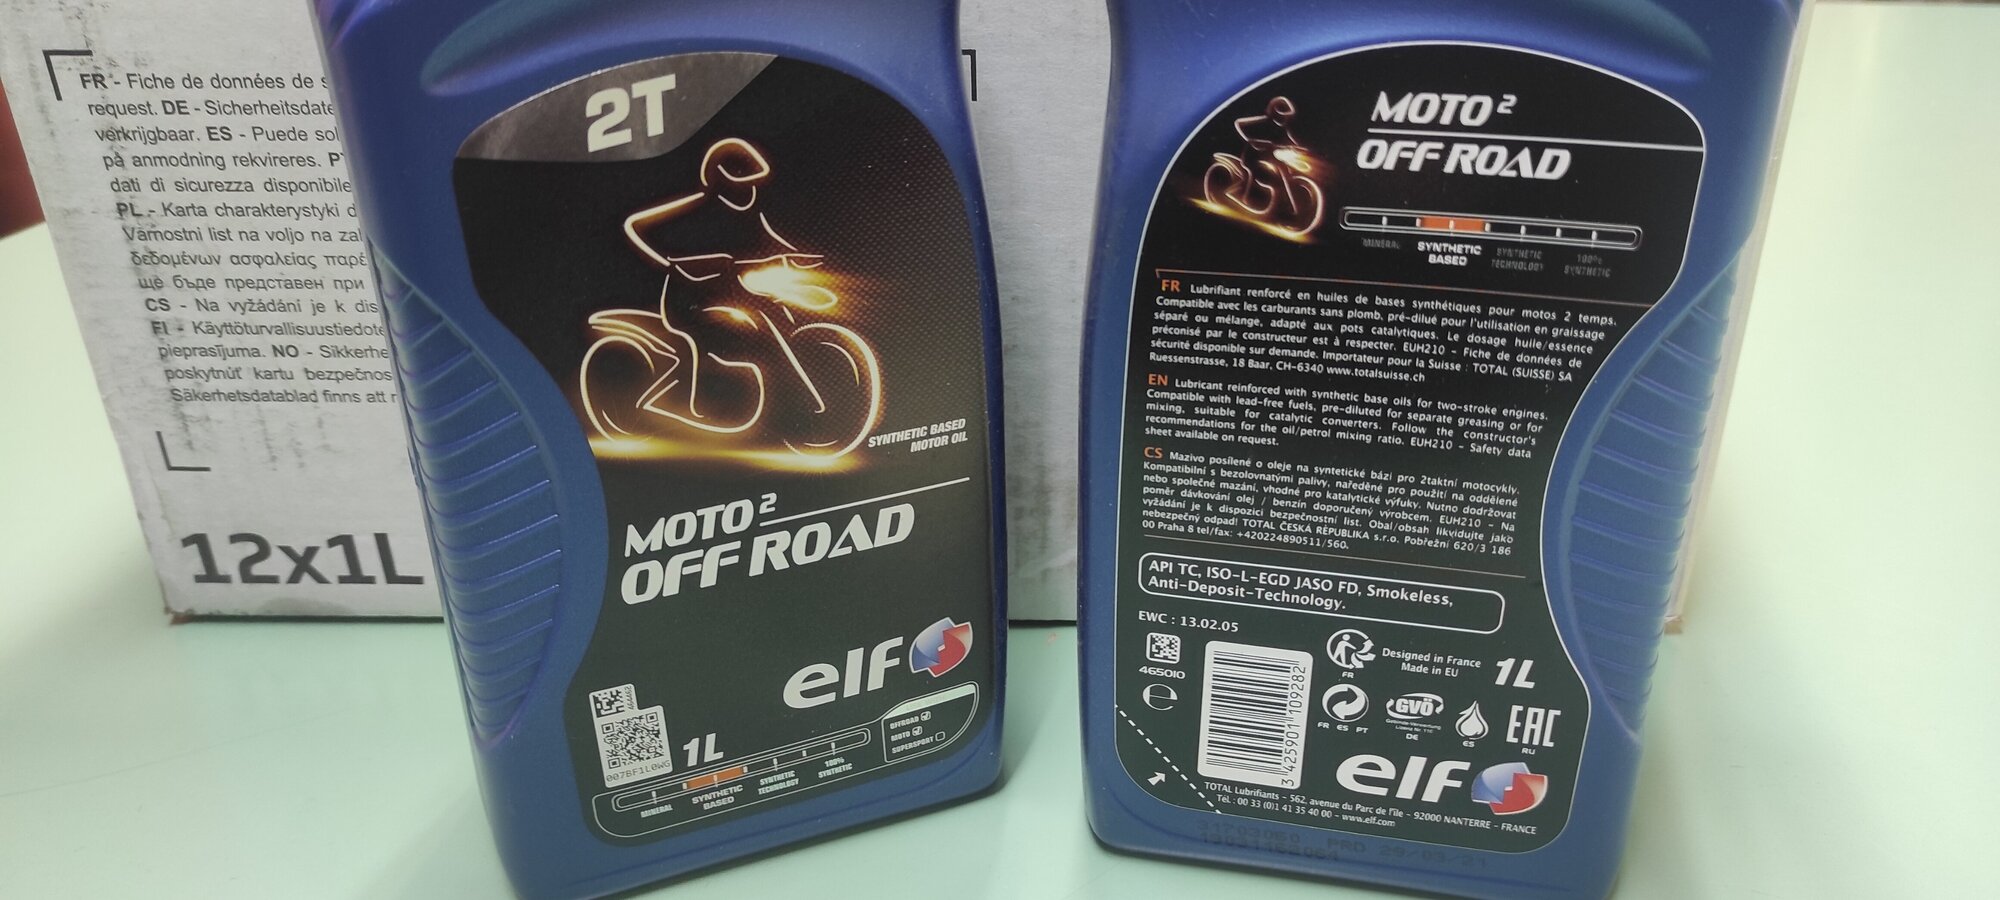 FR - Fiche de données de s
request. DE - Sicherheitsdate
verkrijgbaar. ES - Puede sol
på anmodning rekvireres. PT
dati di sicurezza disponibile
PL - Karta charakterystyki d
Varnostni list na voljo na za
δεδομένων ασφαλείας παρέ
ще бъде представен при
CS - Na vyžádání je k dis
FI - Käyttöturvallisuustiedote
pieprasījuma. NO - Sikkerhe
poskytnúť kartu bezpečnos
Säkerhetsdatablad finns att
12x1L
2T
SYNTHETIC BASED
MOTOR OIL
MOTO 2
OFF ROAD
elf
464462
007BF1L0WG
1L
OFFROAD
MOTO
SUPERSPORT
MINERAL
SYNTHETIC
BASED
SYNTHETIC
TECHNOLOGY
100%
SYNTHETIC
MOTO 2
OFF ROAD
MINERAL
SYNTHETIC
BASED
SYNTHETIC
TECHNOLOGY
100%
SYNTHETIC
FR Lubrifiant renforcé en huiles de bases synthétiques pour motos 2 temps.
Compatible avec les carburants sans plomb, pré-dilué pour l'utilisation en graissage
séparé ou mélange, adapté aux pots catalytiques. Le dosage huile/essence
préconisé par le constructeur est à respecter. EUH210 - Fiche de données de
sécurité disponible sur demande. Importateur pour la Suisse : TOTAL (SUISSE) SA
Ruessenstrasse, 18 Baar, CH-6340 www.totalsuisse.ch
EN Lubricant reinforced with synthetic base oils for two-stroke engines.
Compatible with lead-free fuels, pre-diluted for separate greasing or for
mixing, suitable for catalytic converters. Follow the constructor's
recommendations for the oil/petrol mixing ratio. EUH210 - Safety data
sheet available on request.
CS Mazivo posílené o oleje na syntetické bázi pro 2taktní motocykly.
Kompatibilní s bezolovnatými palivy, naředěné pro použití na oddělené
nebo společné mazání, vhodné pro katalytické výfuky. Nutno dodržovat
poměr dávkování olej / benzín doporučený výrobcem. EUH210 - Na
vyžádání je k dispozici bezpečnostní list. Obal/obsah likvidujte jako
nebezpečný odpad! TOTAL ČESKÁ REPUBLIKA s.r.o. Pobřežní 620/3 186
00 Praha 8 tel/fax: +420224890511/560.
API TC, ISO-L-EGD JASO FD, Smokeless,
Anti-Deposit-Technology.
EWC : 13.02.05
465010
3 425901 109282
FR
Designed in France
Made in EU
1L
FR ES PT
GVÖ
Gebinde-Verwertung
DE
ES
EAC
RU
elf
TOTAL Lubrifiants - 562, avenue du Parc de l'île - 92000 NANTERRE - FRANCE
Tél.: 00 33 (0)1 41 35 40 00 - www.elf.com
PRD 29/03/21